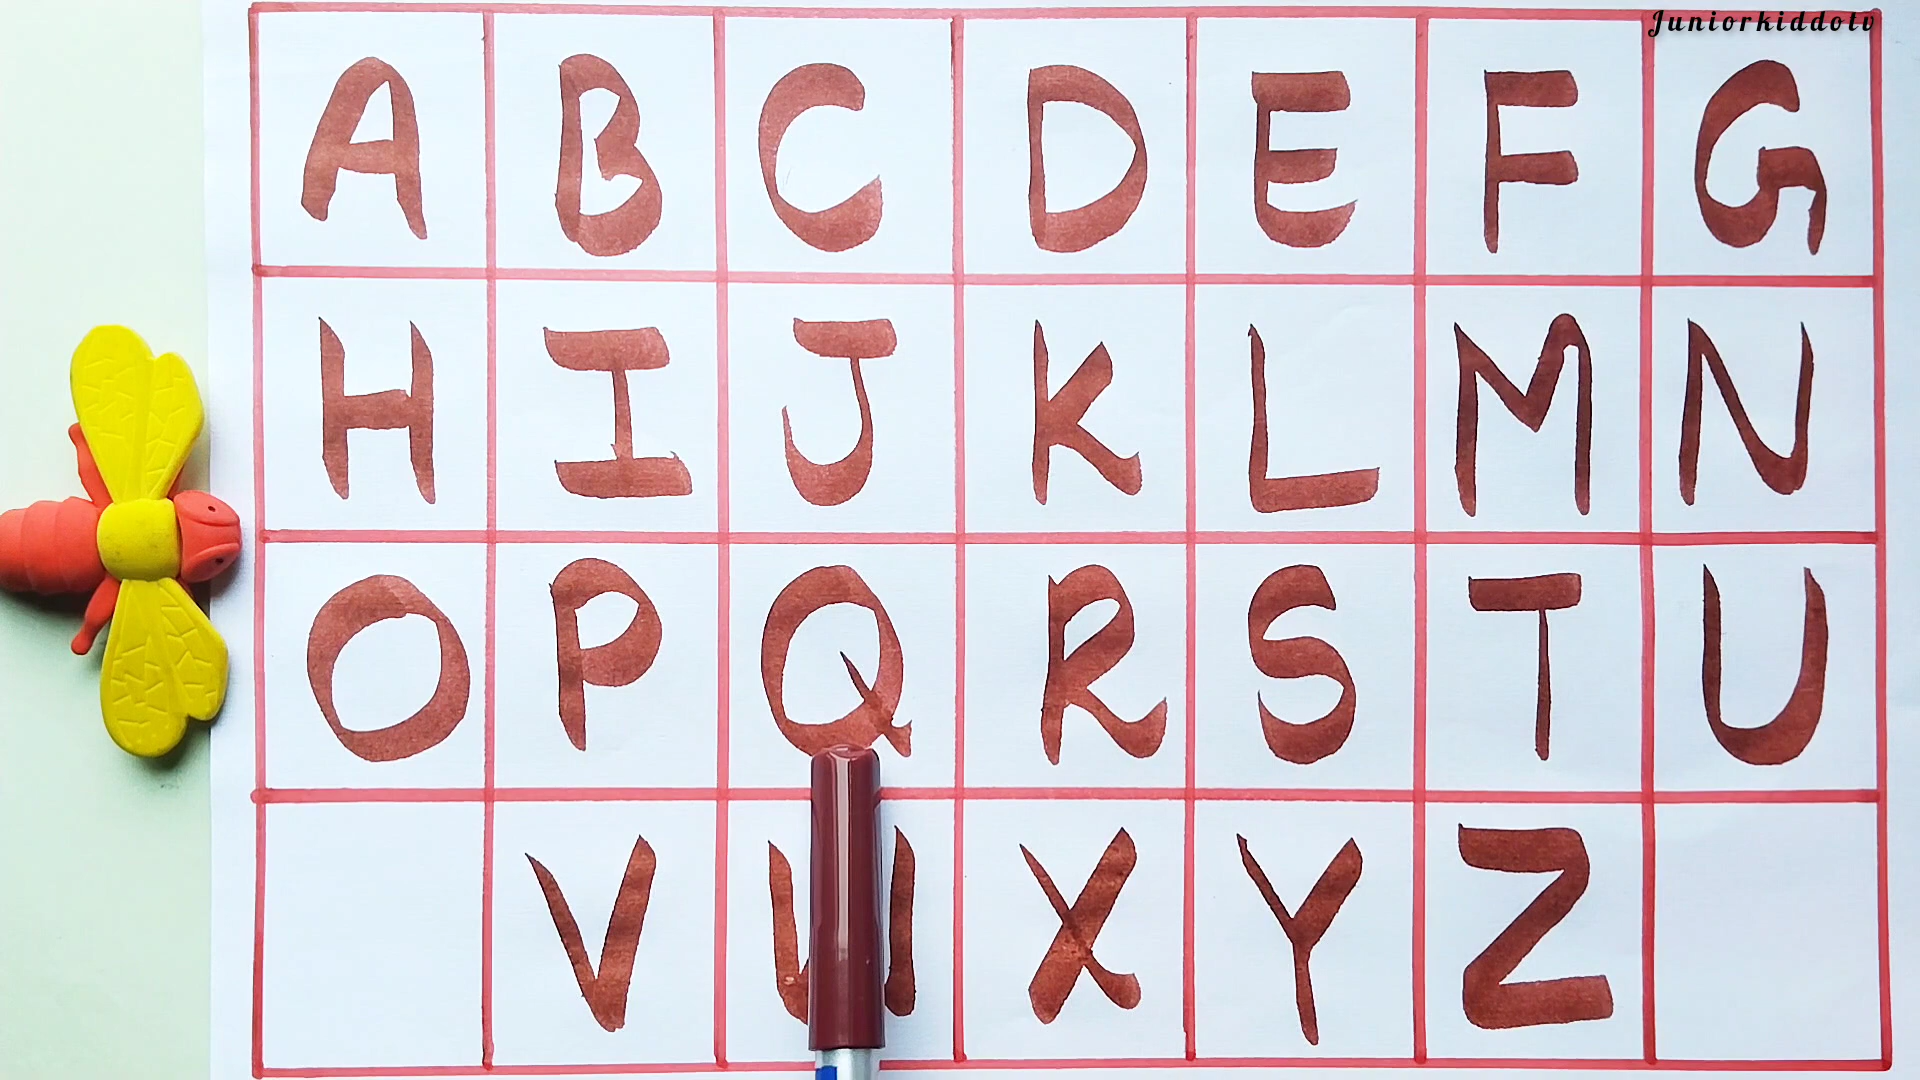 Juniorkiddotv
A B C D E F G
H I J K L M N
O P Q R S T U
V W X Y Z